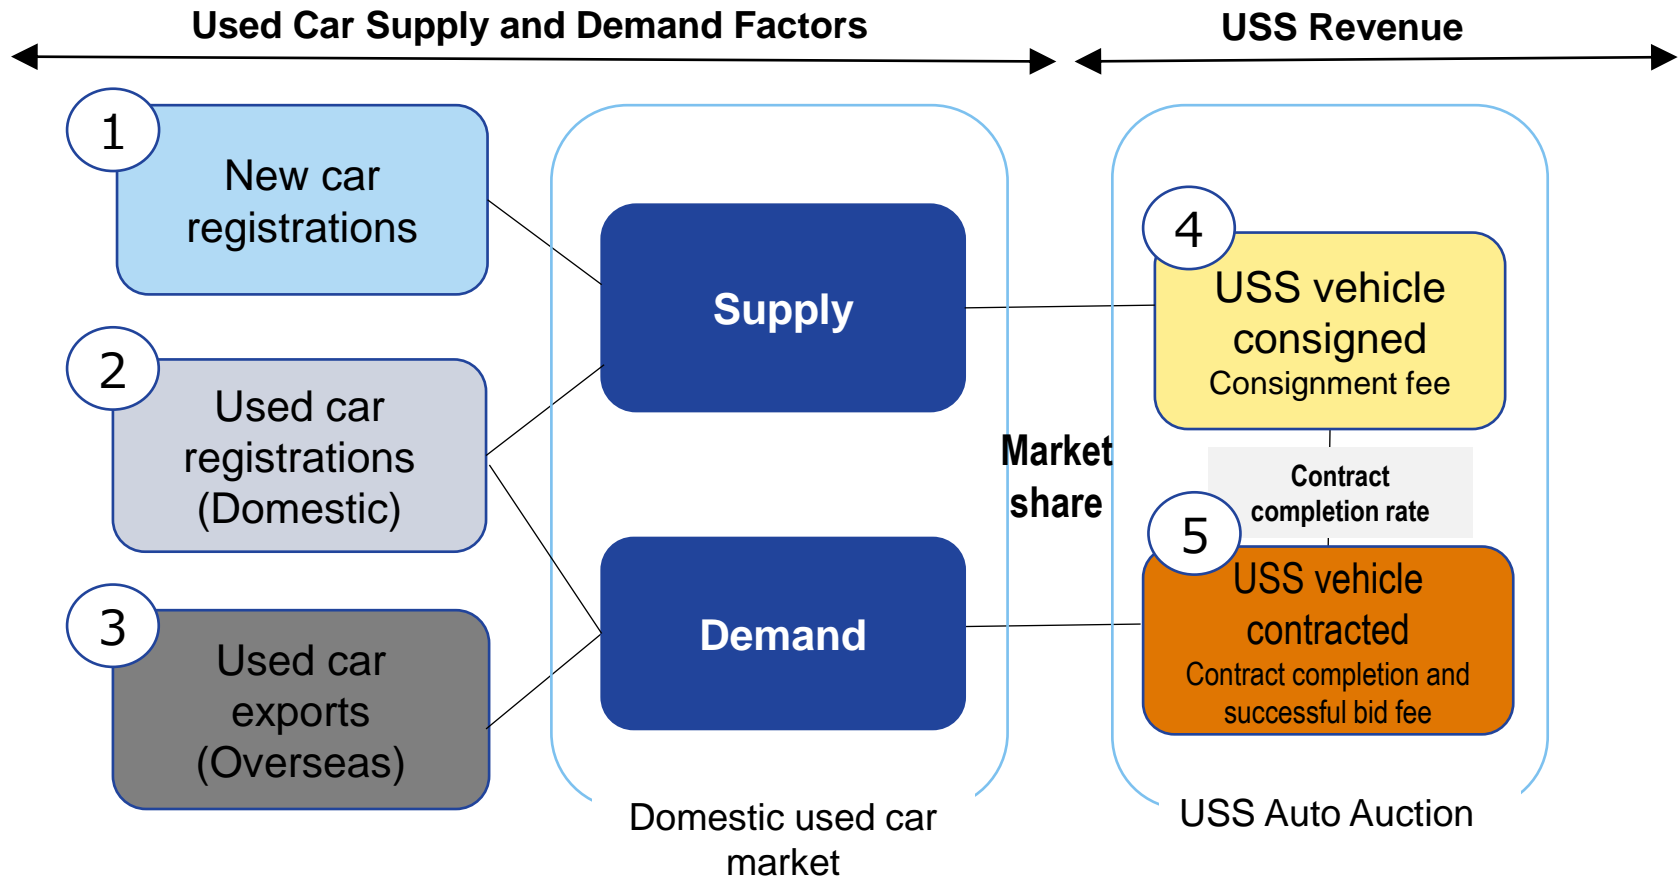 Used Car Supply and Demand Factors
USS Revenue
1
New car
registrations
2
Used car
registrations
(Domestic)
3
Used car
exports
(Overseas)
Supply
Demand
Domestic used car
market
Market
share
4
USS vehicle
consigned
Consignment fee
Contract
completion rate
5
USS vehicle
contracted
Contract completion and
successful bid fee
USS Auto Auction